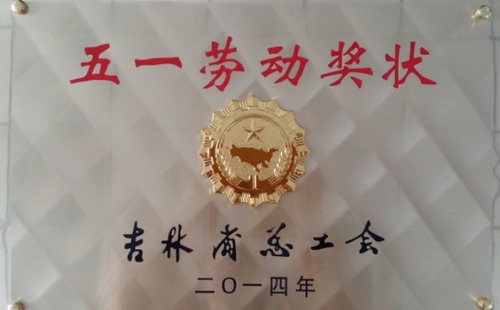 五一劳动奖状
吉林省总工会
二〇一四年